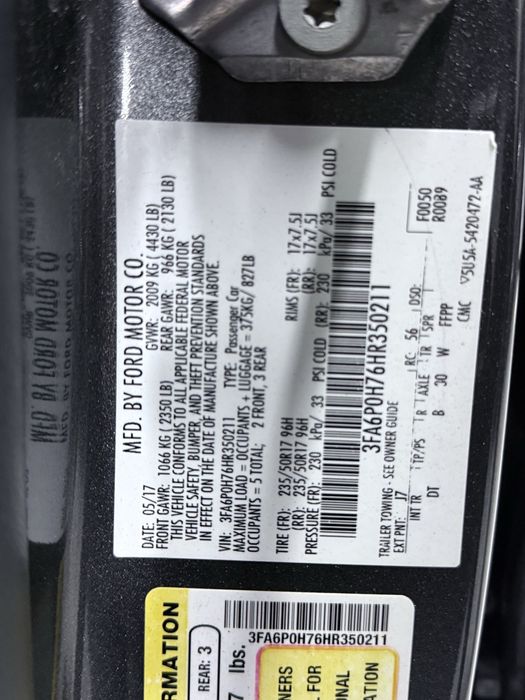 MFD. BY FORD MOTOR CO.
DATE: 05/17 GVWR: 2009 KG ( 4430 LB)
FRONT GAWR: 1066 KG ( 2350 LB) REAR GAWR: 966 KG ( 2130 LB)
THIS VEHICLE CONFORMS TO ALL APPLICABLE FEDERAL MOTOR
VEHICLE SAFETY, BUMPER, AND THEFT PREVENTION STANDARDS
IN EFFECT ON THE DATE OF MANUFACTURE SHOWN ABOVE.
VIN: 3FA6P0H76HR350211 TYPE: Passenger Car
MAXIMUM LOAD = OCCUPANTS + LUGGAGE = 375KG/ 827LB
OCCUPANTS = 5 TOTAL; 2 FRONT, 3 REAR
TIRE (FR): 235/50R17 96H RIMS (FR): 17x7.5J
(RR): 235/50R17 96H (RR): 17x7.5J
PRESSURE (FR): 230 kPa/ 33 PSI COLD (RR): 230 kPa/ 33 PSI COLD
3FA6P0H76HR350211
TRAILER TOWING - SEE OWNER GUIDE
F0050
R0089
EXT PNT: J7 RC: 56 DSO:
INT TR TP/PS R AXLE TR SPR
DT B 30 W FFPP
CMC V5U5A-5420472-AA
RMATION
REAR: 3
7 lbs.
3FA6P0H76HR350211
NERS
FOR
NAL
ATION